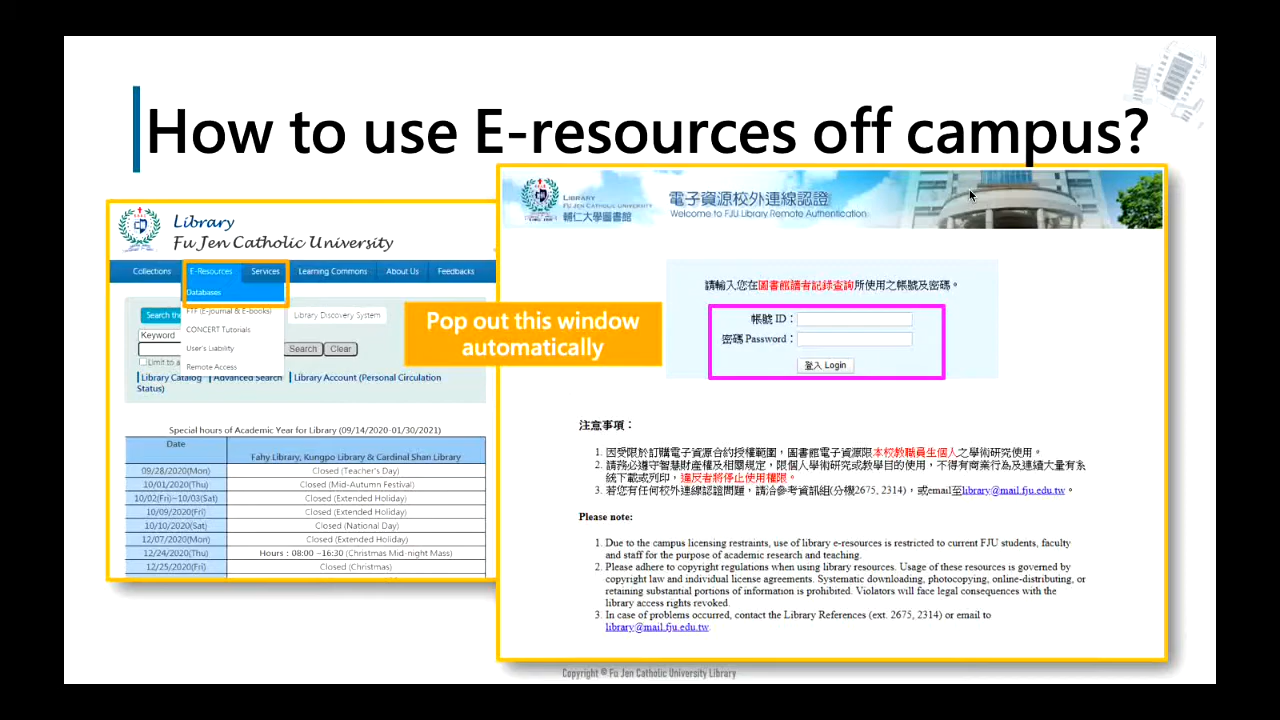 How to use E-resources off campus?
Library
Fu Jen Catholic University
Collections E-Resources Services Learning Commons About Us Feedbacks
Databases
FTF (E-Journal & E-books)
CONCERT Tutorials
User's Liability
Remote Access
Search the
Library Discovery System
Keyword
Search Clear
Limit to a
Library Catalog Advanced Search Library Account (Personal Circulation
Status)
Special hours of Academic Year for Library (09/14/2020-01/30/2021)
Date
Fahy Library, Kungpo Library & Cardinal Shan Library
09/28/2020(Mon) Closed (Teacher's Day)
10/01/2020(Thu) Closed (Mid-Autumn Festival)
10/02(Fri)~10/03(Sat) Closed (Extended Holiday)
10/09/2020(Fri) Closed (Extended Holiday)
10/10/2020(Sat) Closed (National Day)
12/07/2020(Mon) Closed (Extended Holiday)
12/24/2020(Thu) Hours : 08:00 ~16:30 (Christmas Mid-night Mass)
12/25/2020(Fri) Closed (Christmas)
Pop out this window
automatically
LIBRARY
FU JEN CATHOLIC UNIVERSITY
輔仁大學圖書館
電子資源校外連線認證
Welcome to FJU Library Remote Authentication
請輸入您在圖書館讀者記錄查詢所使用之帳號及密碼。
帳號 ID：
密碼 Password：
登入 Login
注意事項：
1. 因受限於訂購電子資源合約授權範圍，圖書館電子資源限本校教職員生個人之學術研究使用。
2. 請務必遵守智慧財產權及相關規定，限個人學術研究或教學目的使用，不得有商業行為及連續大量有系
統下載或列印，違反者將停止使用權限。
3. 若您有任何校外連線認證問題，請洽參考資訊組(分機2675, 2314)，或email至library@mail.fju.edu.tw。
Please note:
1. Due to the campus licensing restraints, use of library e-resources is restricted to current FJU students, faculty
and staff for the purpose of academic research and teaching.
2. Please adhere to copyright regulations when using library resources. Usage of these resources is governed by
copyright law and individual license agreements. Systematic downloading, photocopying, online-distributing, or
retaining substantial portions of information is prohibited. Violators will face legal consequences with the
library access rights revoked.
3. In case of problems occurred, contact the Library References (ext. 2675, 2314) or email to
library@mail.fju.edu.tw.
Copyright © Fu Jen Catholic University Library